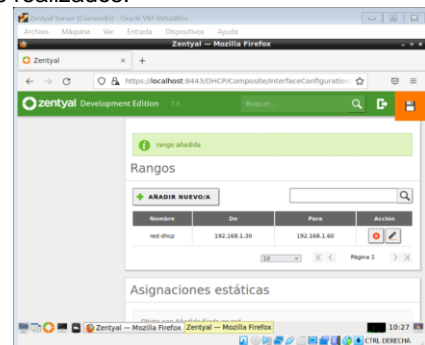 realizados.
Zentyal Server (Corriendo) - Oracle VM VirtualBox
Archivo Máquina Ver Entrada Dispositivos Ayuda
Zentyal — Mozilla Firefox
Zentyal × +
https://localhost:8443/DHCP/Composite/InterfaceConfiguration
zentyal Development Edition 7.0 Buscar...
rango añadida
Rangos
AÑADIR NUEVO/A
Nombre De Para Acción
red dhcp 192.168.1.30 192.168.1.60
10 Página 1
Asignaciones estáticas
Zentyal — Mozilla Firefox Zentyal — Mozilla Firefox 10:27
CTRL DERECHA